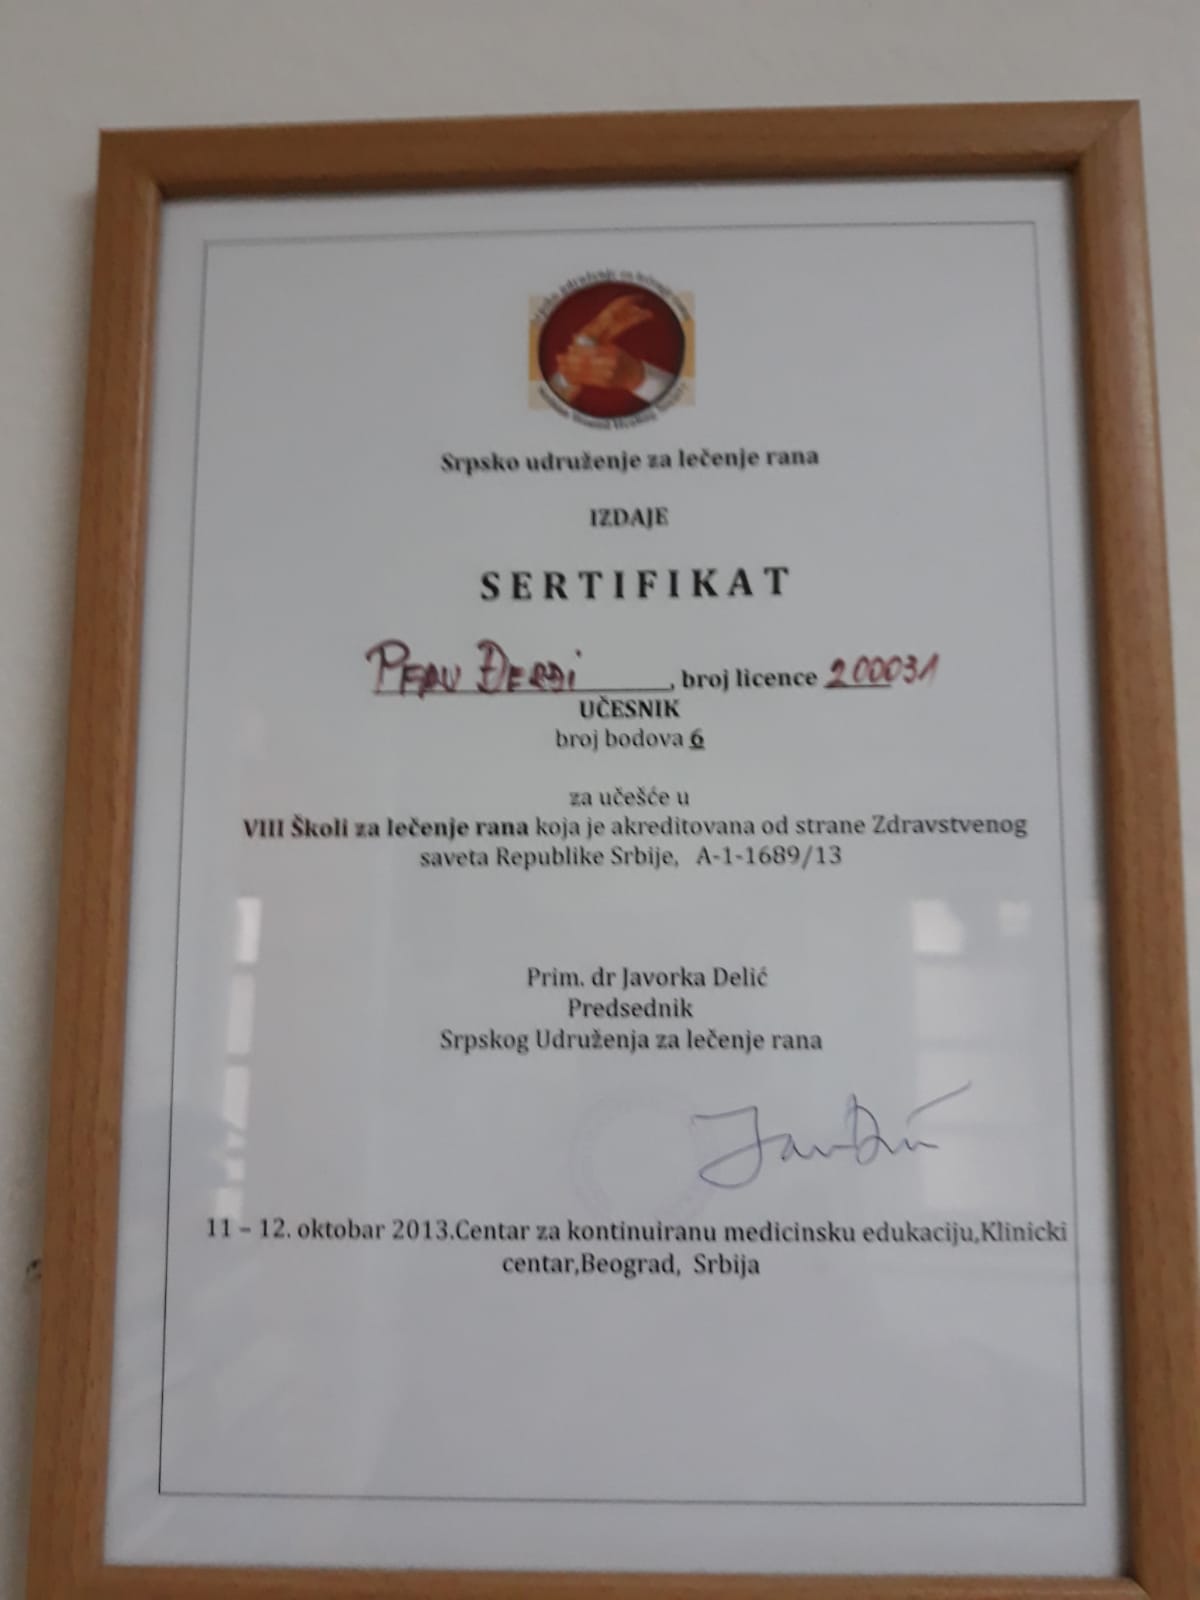 Srpsko udruženje za lečenje rana
IZDAJE
SERTIFIKAT
ĐERĐI, broj licence 200031
UČESNIK
broj bodova 6
za učešće u
VIII Školi za lečenje rana koja je akreditovana od strane Zdravstvenog
saveta Republike Srbije, A-1-1689/13
Prim. dr Javorka Delić
Predsednik
Srpskog Udruženja za lečenje rana
11 – 12. oktobar 2013.Centar za kontinuiranu medicinsku edukaciju,Klinicki
centar,Beograd, Srbija